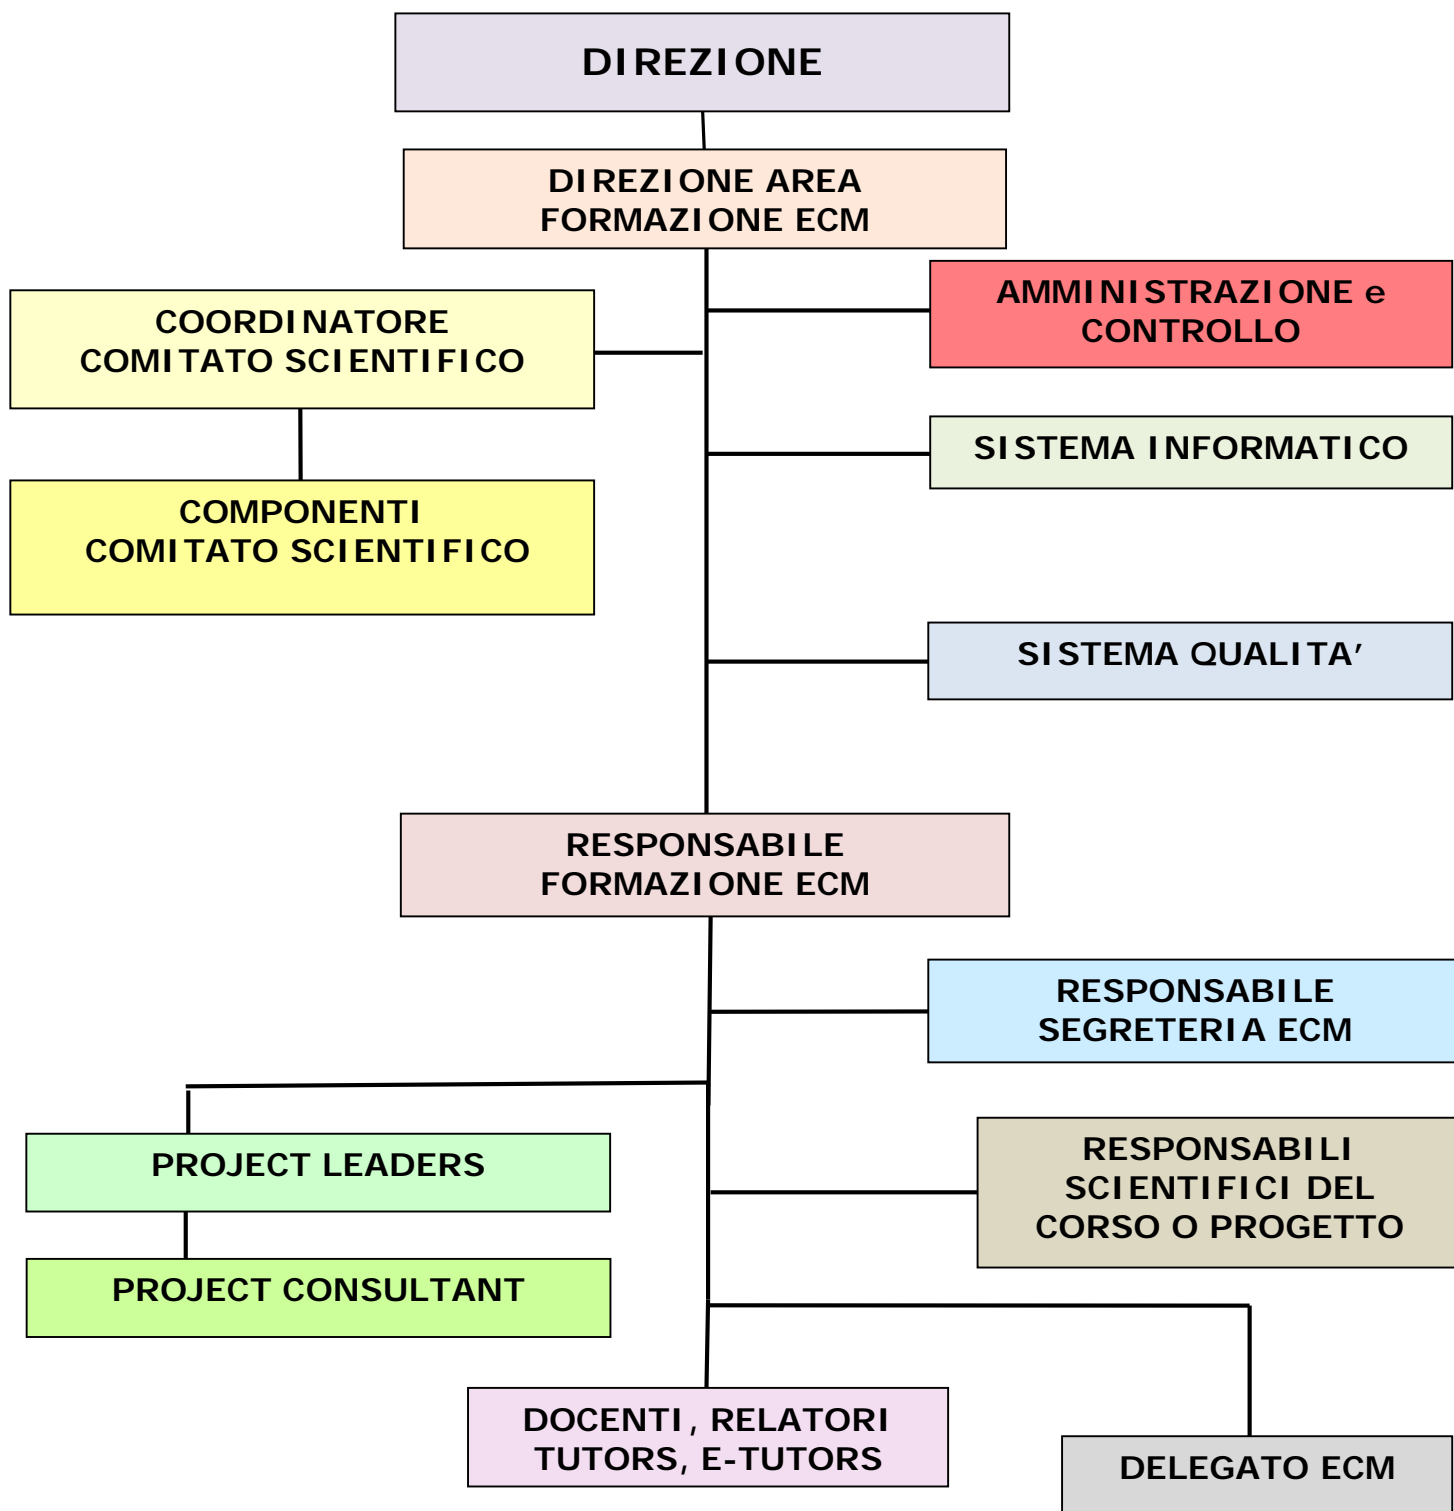 DIREZIONE
DIREZIONE AREA
FORMAZIONE ECM
AMMINISTRAZIONE e
CONTROLLO
COORDINATORE
COMITATO SCIENTIFICO
SISTEMA INFORMATICO
COMPONENTI
COMITATO SCIENTIFICO
SISTEMA QUALITA’
RESPONSABILE
FORMAZIONE ECM
RESPONSABILE
SEGRETERIA ECM
PROJECT LEADERS
RESPONSABILI
SCIENTIFICI DEL
CORSO O PROGETTO
PROJECT CONSULTANT
DOCENTI, RELATORI
TUTORS, E-TUTORS
DELEGATO ECM